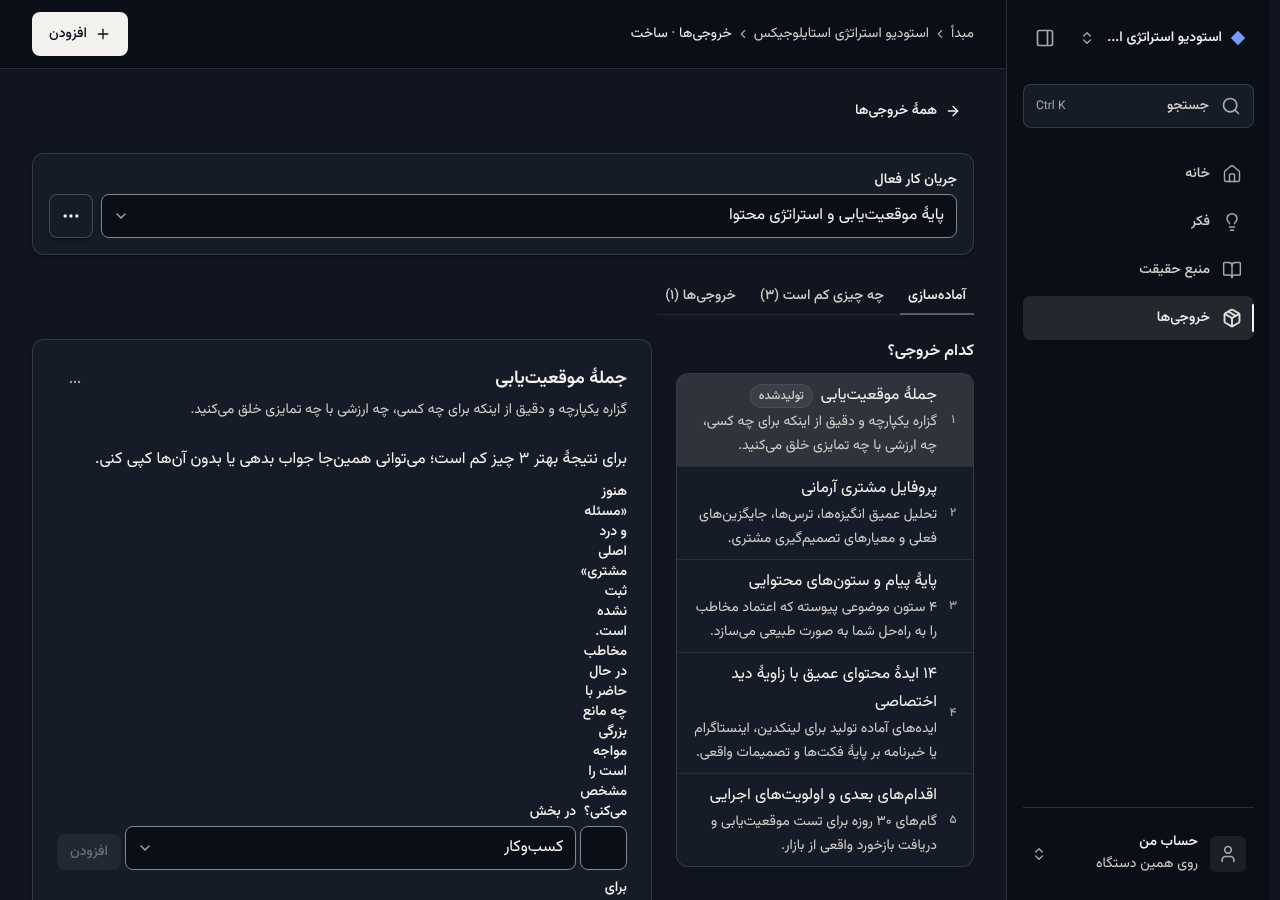 استودیو استراتژی ا...
جستجو
Ctrl K
خانه
فکر
منبع حقیقت
خروجی‌ها
حساب من
روی همین دستگاه
مبدأ › استودیو استراتژی استایلوجیکس › خروجی‌ها · ساخت
افزودن
همهٔ خروجی‌ها
جریان کار فعال
پایهٔ موقعیت‌یابی و استراتژی محتوا
آماده‌سازی
چه چیزی کم است (۳)
خروجی‌ها (۱)
کدام خروجی؟
جملهٔ موقعیت‌یابی تولیدشده
۱
گزاره یکپارچه و دقیق از اینکه برای چه کسی،
چه ارزشی با چه تمایزی خلق می‌کنید.
پروفایل مشتری آرمانی
۲
تحلیل عمیق انگیزه‌ها، ترس‌ها، جایگزین‌های
فعلی و معیارهای تصمیم‌گیری مشتری.
پایهٔ پیام و ستون‌های محتوایی
۳
۴ ستون موضوعی پیوسته که اعتماد مخاطب
را به راه‌حل شما به صورت طبیعی می‌سازد.
۱۴ ایدهٔ محتوای عمیق با زاویهٔ دید
اختصاصی
۴
ایده‌های آماده تولید برای لینکدین، اینستاگرام
یا خبرنامه بر پایهٔ فکت‌ها و تصمیمات واقعی.
اقدام‌های بعدی و اولویت‌های اجرایی
۵
گام‌های ۳۰ روزه برای تست موقعیت‌یابی و
دریافت بازخورد واقعی از بازار.
جملهٔ موقعیت‌یابی
...
گزاره یکپارچه و دقیق از اینکه برای چه کسی، چه ارزشی با چه تمایزی خلق می‌کنید.
برای نتیجهٔ بهتر ۳ چیز کم است؛ می‌توانی همین‌جا جواب بدهی یا بدون آن‌ها کپی کنی.
هنوز
«مسئله
و درد
اصلی
مشتری»
ثبت
نشده
است.
مخاطب
در حال
حاضر با
چه مانع
بزرگی
مواجه
است را
مشخص
می‌کنی؟ در بخش
کسب‌وکار
افزودن
برای